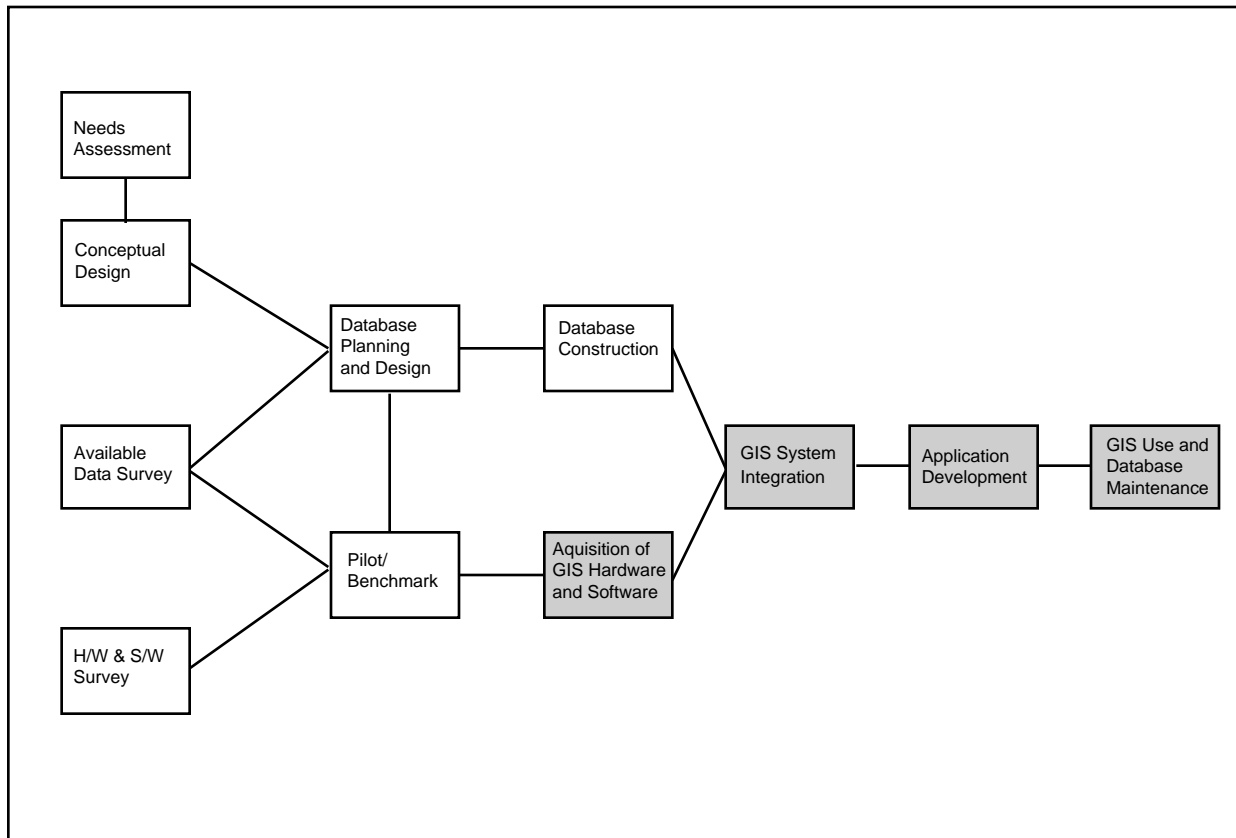 Needs
Assessment
Conceptual
Design
Database
Planning
and Design
Database
Construction
Available
Data Survey
GIS System
Integration
Application
Development
GIS Use and
Database
Maintenance
Pilot/
Benchmark
Aquisition of
GIS Hardware
and Software
H/W & S/W
Survey